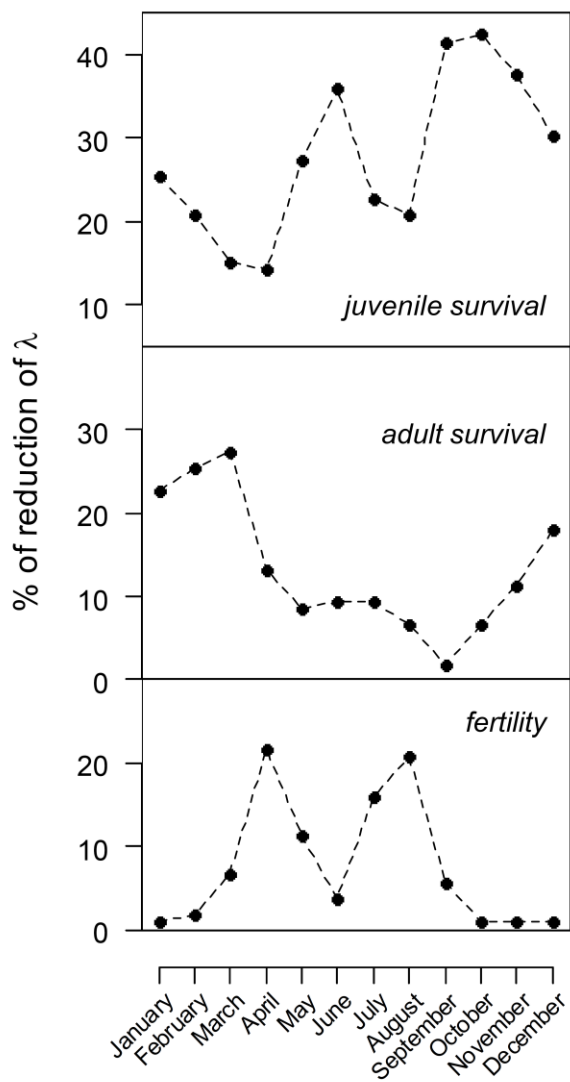 % of reduction of λ
40
30
20
10
juvenile survival
30
20
10
0
adult survival
20
10
0
fertility
January
February
March
April
May
June
July
August
September
October
November
December